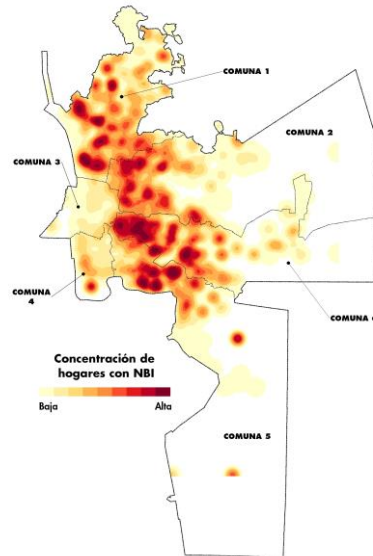 COMUNA 1
COMUNA 2
COMUNA 3
COMUNA
4
COMUNA
Concentración de
hogares con NBI
Baja
Alta
COMUNA 5